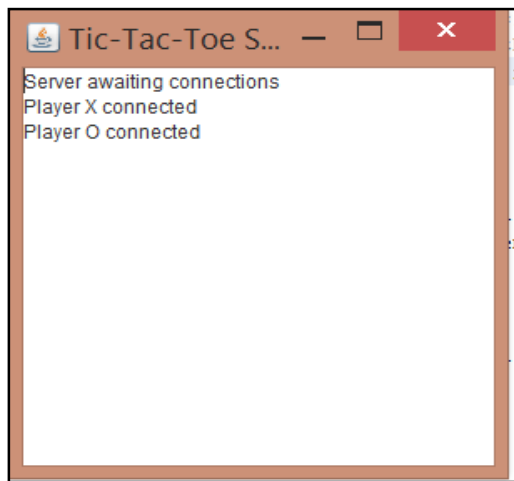 Tic-Tac-Toe S...
Server awaiting connections
Player X connected
Player O connected